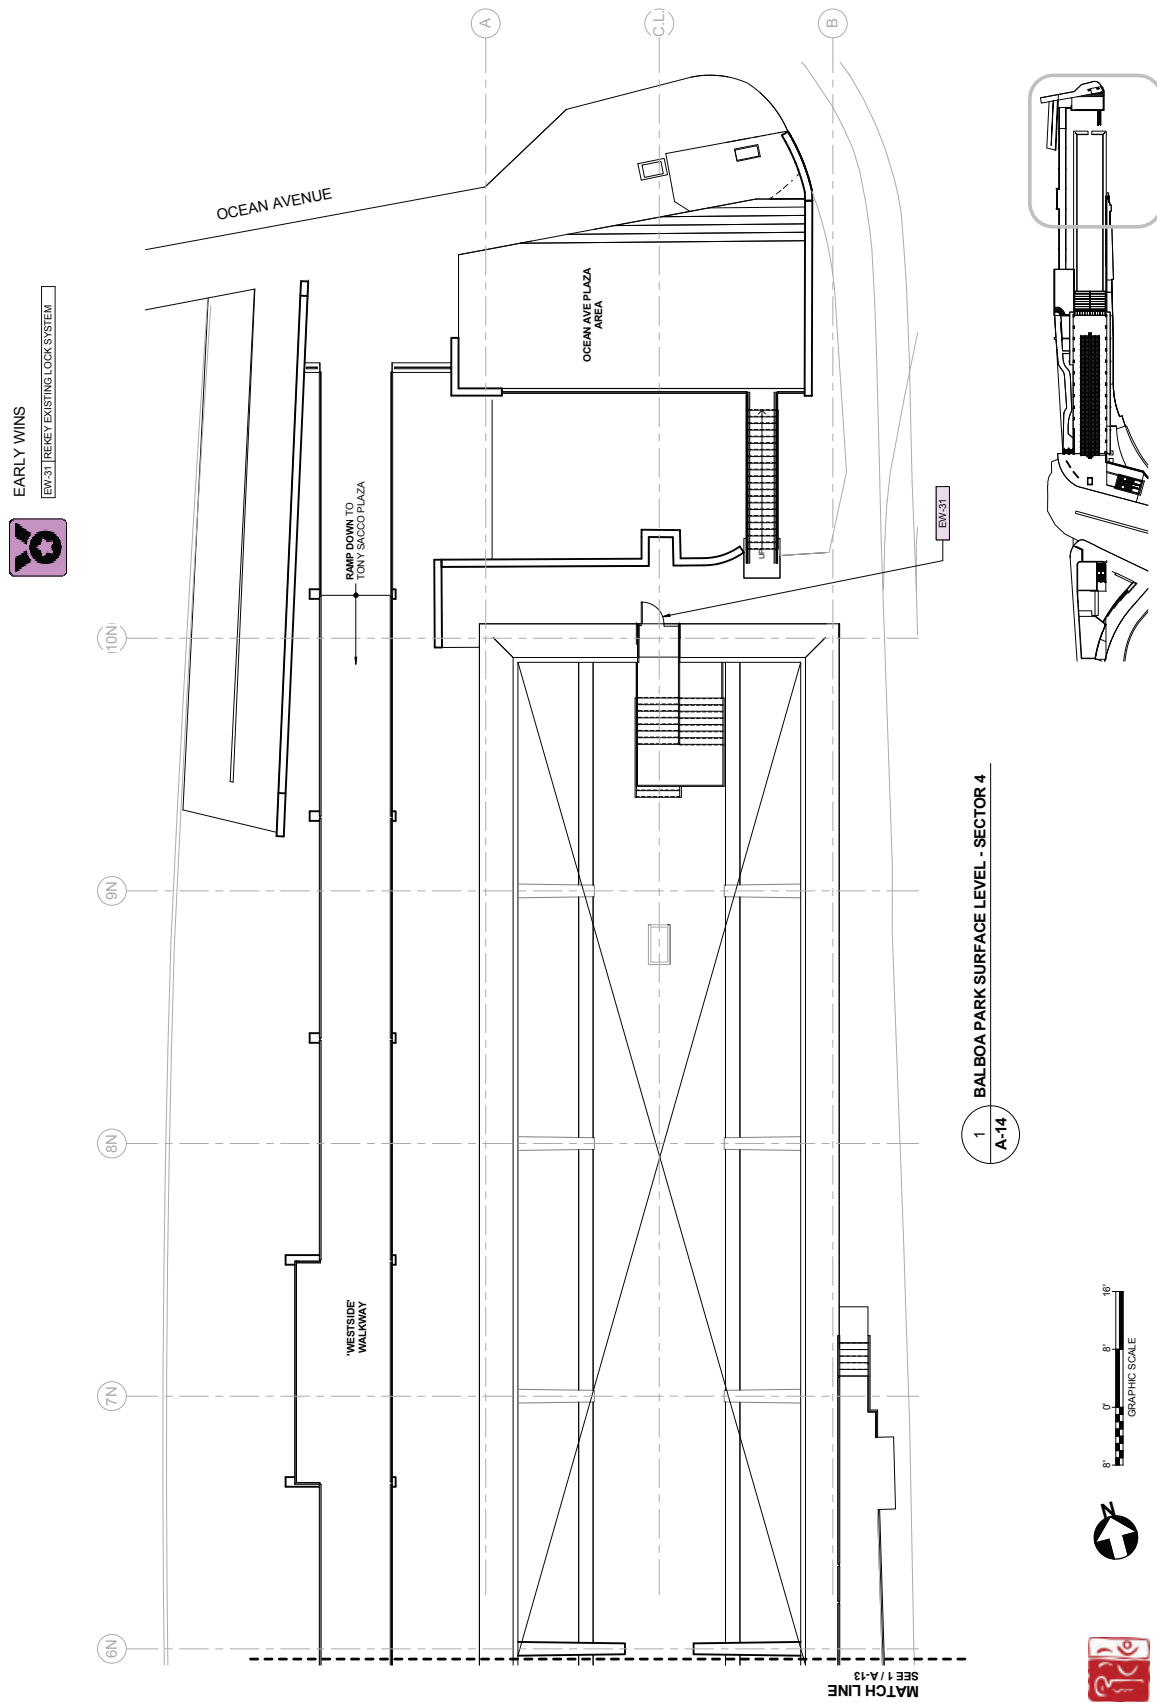 EARLY WINS
EW-31 REKEY EXISTING LOCK SYSTEM
A
C.L.
B
OCEAN AVENUE
OCEAN AVE PLAZA
AREA
RAMP DOWN TO
TONY SACCO PLAZA
UP
EW-31
10N
9N
8N
7N
6N
'WESTSIDE'
WALKWAY
MATCH LINE
SEE 1 / A-13
1
A-14
BALBOA PARK SURFACE LEVEL - SECTOR 4
8'
0'
8'
16'
GRAPHIC SCALE
N